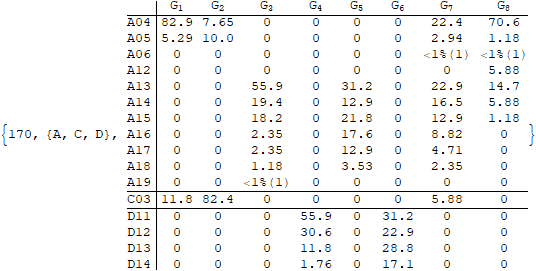 G1 G2 G3 G4 G5 G6 G7 G8
A04 82.9 7.65 0 0 0 0 22.4 70.6
A05 5.29 10.0 0 0 0 0 2.94 1.18
A06 0 0 0 0 0 0 <1%(1) <1%(1)
A12 0 0 0 0 0 0 0 5.88
A13 0 0 55.9 0 31.2 0 22.9 14.7
A14 0 0 19.4 0 12.9 0 16.5 5.88
A15 0 0 18.2 0 21.8 0 12.9 1.18
{170, {A, C, D}, A16 0 0 2.35 0 17.6 0 8.82 0 }
A17 0 0 2.35 0 12.9 0 4.71 0
A18 0 0 1.18 0 3.53 0 2.35 0
A19 0 0 <1%(1) 0 0 0 0 0
C03 11.8 82.4 0 0 0 0 5.88 0
D11 0 0 0 55.9 0 31.2 0 0
D12 0 0 0 30.6 0 22.9 0 0
D13 0 0 0 11.8 0 28.8 0 0
D14 0 0 0 1.76 0 17.1 0 0